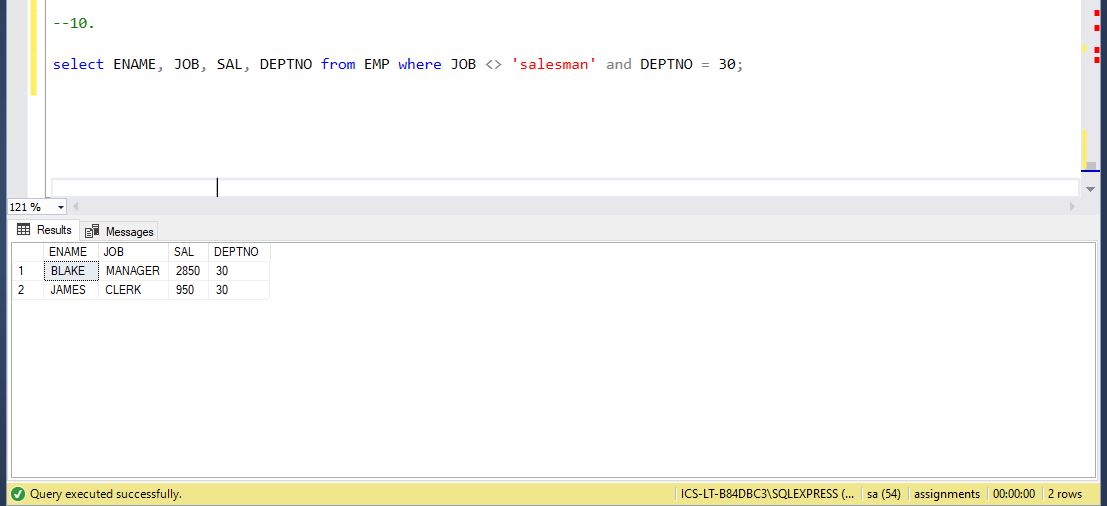 --10.
select ENAME, JOB, SAL, DEPTNO from EMP where JOB <> 'salesman' and DEPTNO = 30;
121 %
Results Messages
ENAME JOB SAL DEPTNO
1 BLAKE MANAGER 2850 30
2 JAMES CLERK 950 30
Query executed successfully. ICS-LT-B84DBC3\SQLEXPRESS (... sa (54) assignments 00:00:00 2 rows